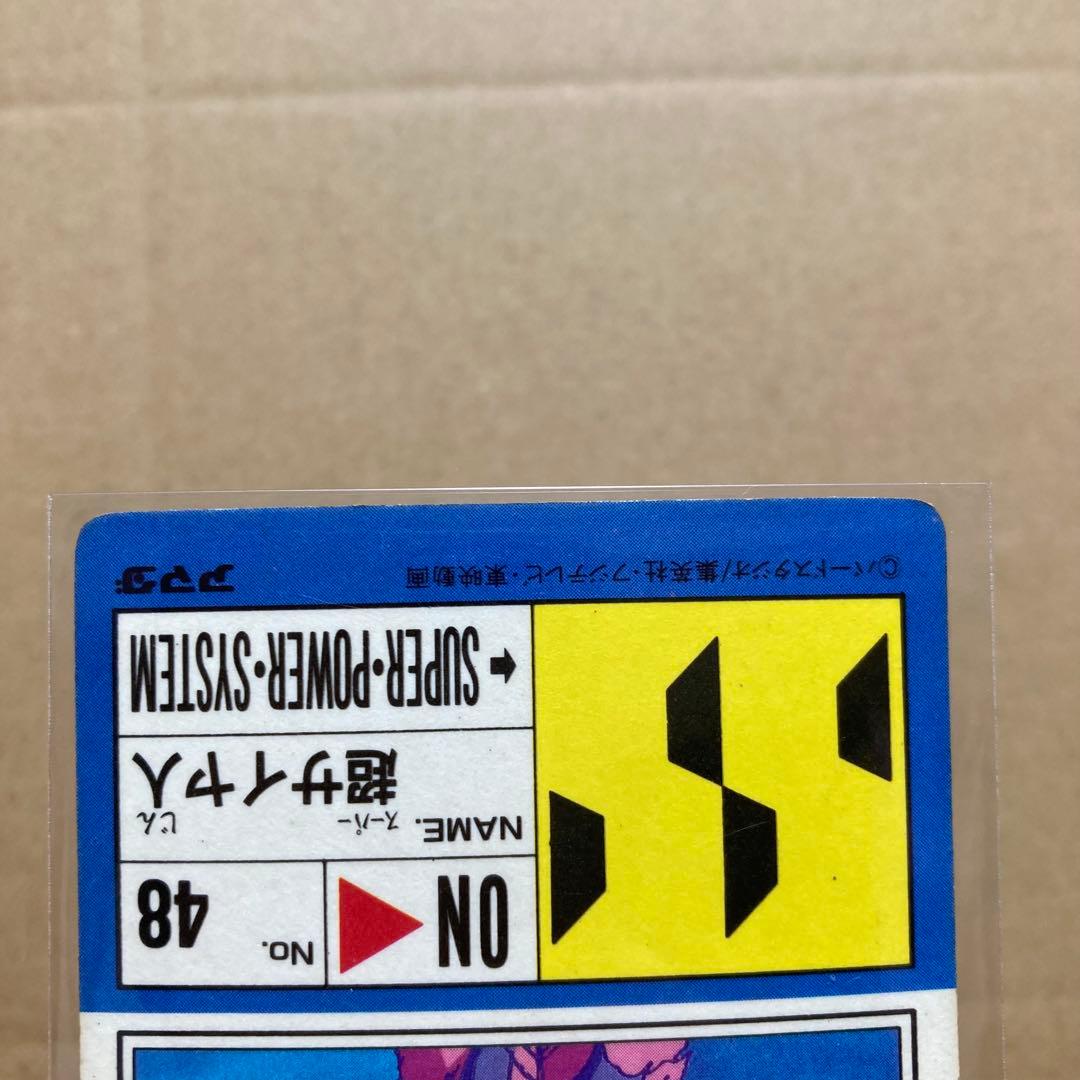 ON
No. 48
NAME. 超サイヤ人
スーパー じん
←SUPER・POWER・SYSTEM
©バードスタジオ/集英社・フジテレビ・東映動画
アマダ